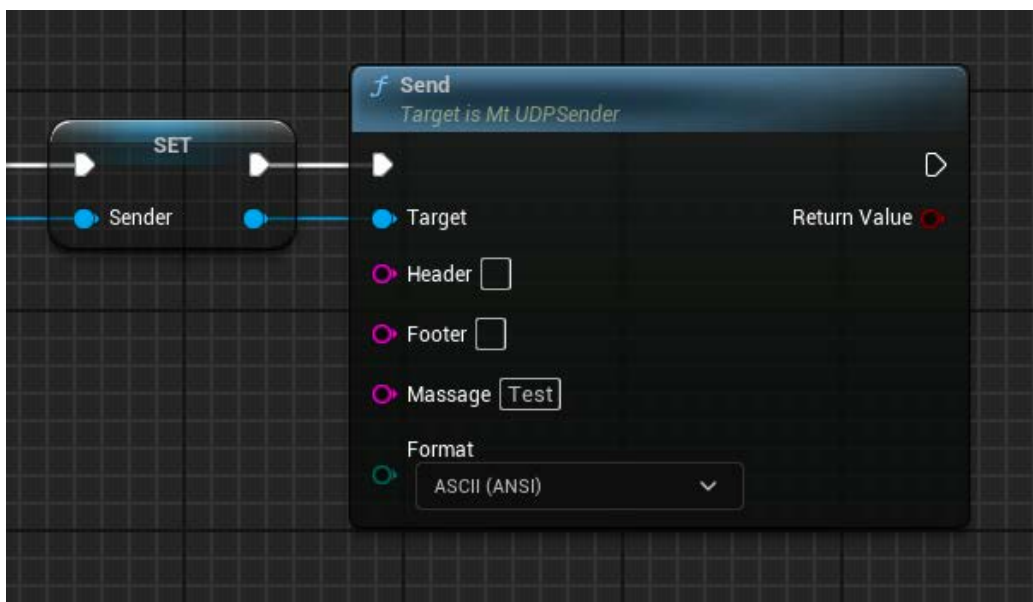 SET
Sender
f Send
Target is Mt UDPSender
Target
Return Value
Header
Footer
Massage Test
Format
ASCII (ANSI)